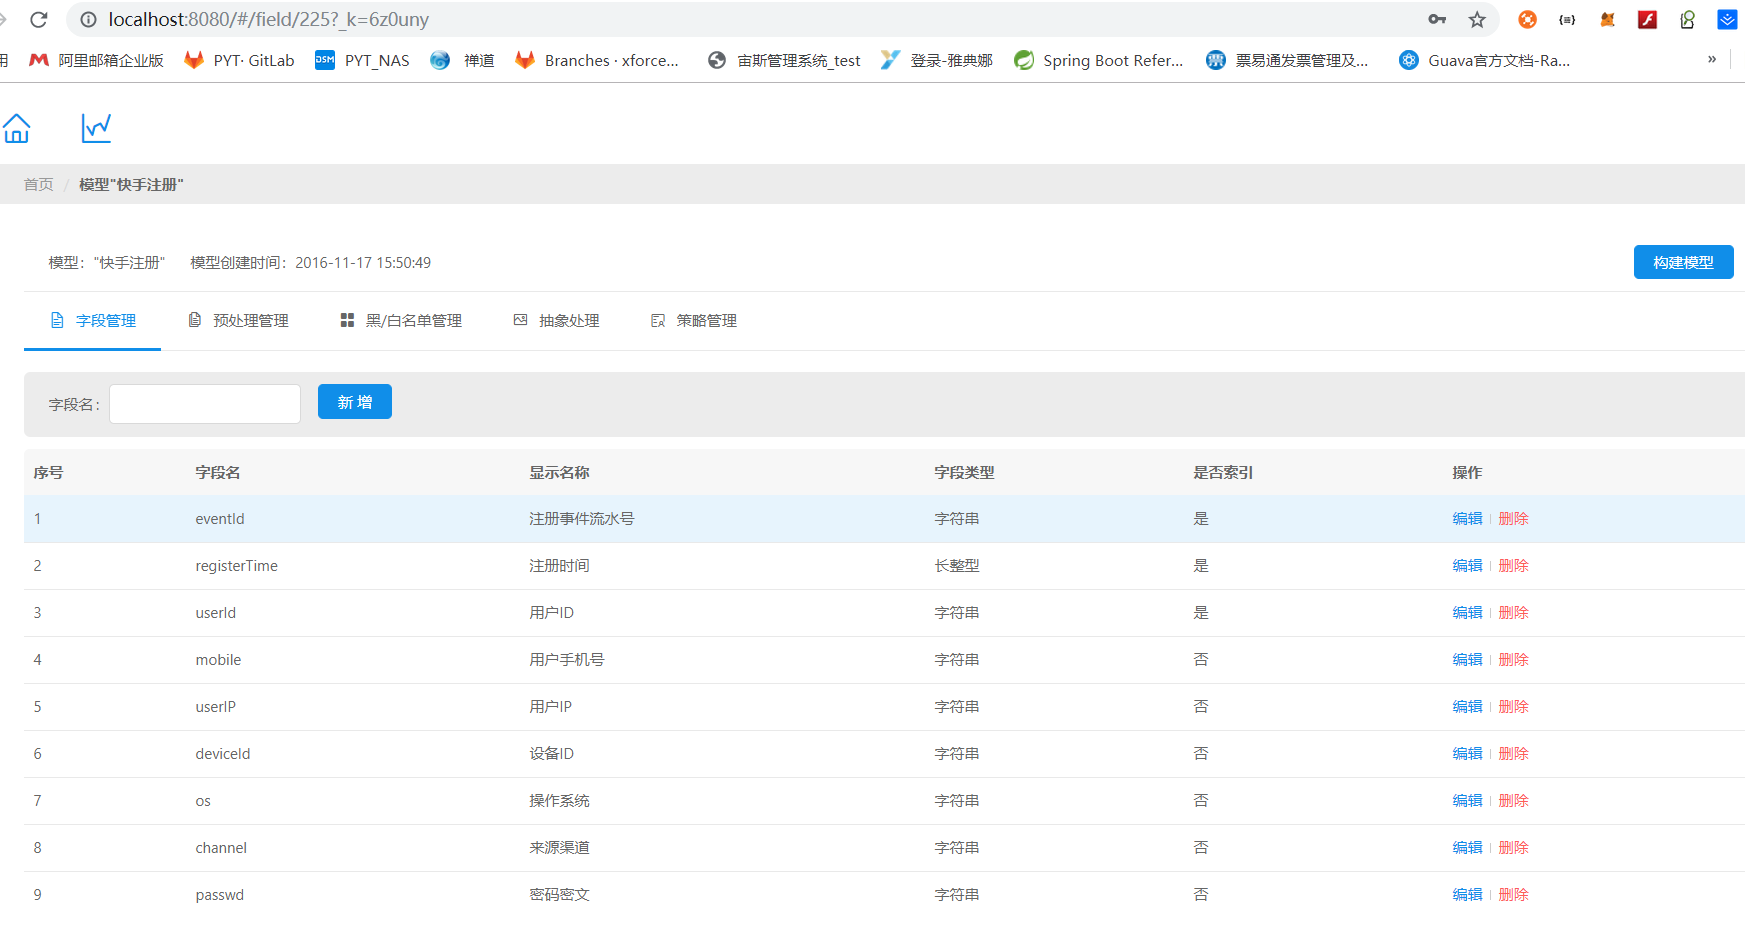 localhost:8080/#/field/225?_k=6z0uny
用 阿里邮箱企业版 PYT· GitLab DSM PYT_NAS 禅道 Branches · xforce... 宙斯管理系统_test 登录-雅典娜 Spring Boot Refer... 票易通发票管理及... Guava官方文档-Ra... »
首页 / 模型"快手注册"
模型："快手注册" 模型创建时间：2016-11-17 15:50:49 构建模型
字段管理 预处理管理 黑/白名单管理 抽象处理 策略管理
字段名： 新 增
序号 字段名 显示名称 字段类型 是否索引 操作
1 eventId 注册事件流水号 字符串 是 编辑 | 删除
2 registerTime 注册时间 长整型 是 编辑 | 删除
3 userId 用户ID 字符串 是 编辑 | 删除
4 mobile 用户手机号 字符串 否 编辑 | 删除
5 userIP 用户IP 字符串 否 编辑 | 删除
6 deviceId 设备ID 字符串 否 编辑 | 删除
7 os 操作系统 字符串 否 编辑 | 删除
8 channel 来源渠道 字符串 否 编辑 | 删除
9 passwd 密码密文 字符串 否 编辑 | 删除